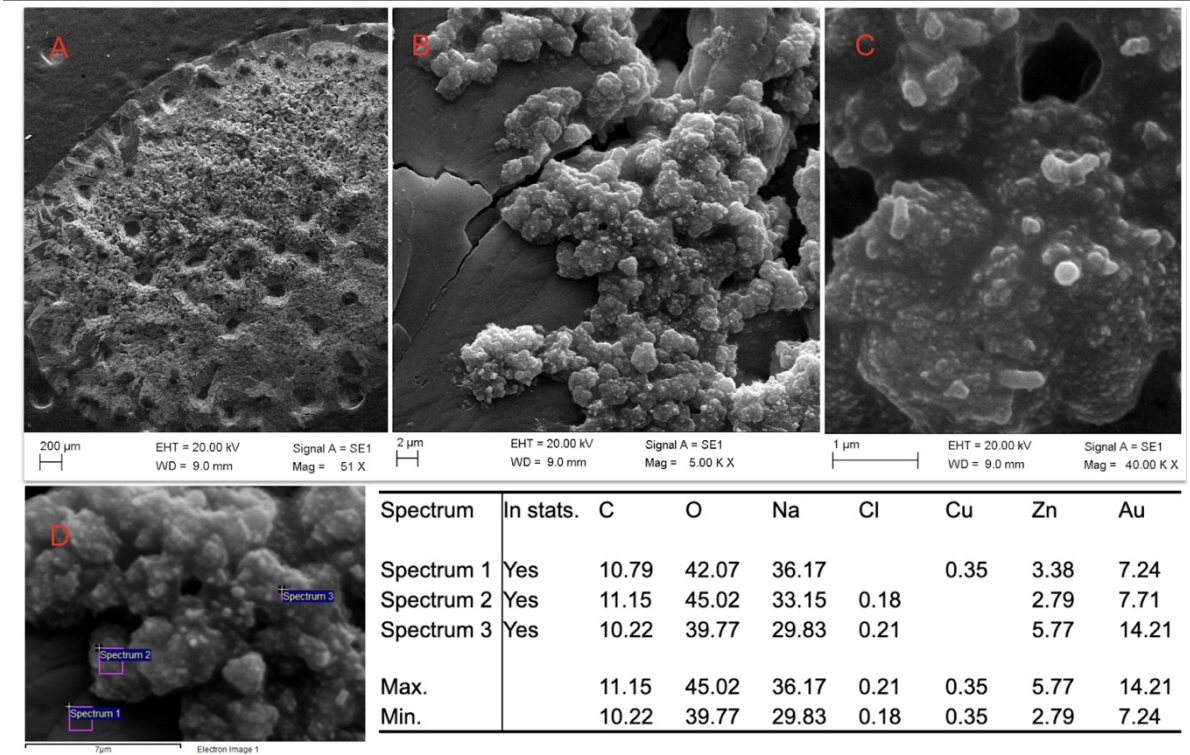 A
B
C
200 µm
EHT = 20.00 kV
Signal A = SE1
WD = 9.0 mm
Mag = 51 X
2 µm
EHT = 20.00 kV
Signal A = SE1
WD = 9.0 mm
Mag = 5.00 K X
1 µm
EHT = 20.00 kV
Signal A = SE1
WD = 9.0 mm
Mag = 40.00 K X
D
Spectrum 3
Spectrum 2
Spectrum 1
7µm
Electron Image 1
Spectrum In stats. C O Na Cl Cu Zn Au
Spectrum 1 Yes 10.79 42.07 36.17 0.35 3.38 7.24
Spectrum 2 Yes 11.15 45.02 33.15 0.18 2.79 7.71
Spectrum 3 Yes 10.22 39.77 29.83 0.21 5.77 14.21
Max. 11.15 45.02 36.17 0.21 0.35 5.77 14.21
Min. 10.22 39.77 29.83 0.18 0.35 2.79 7.24